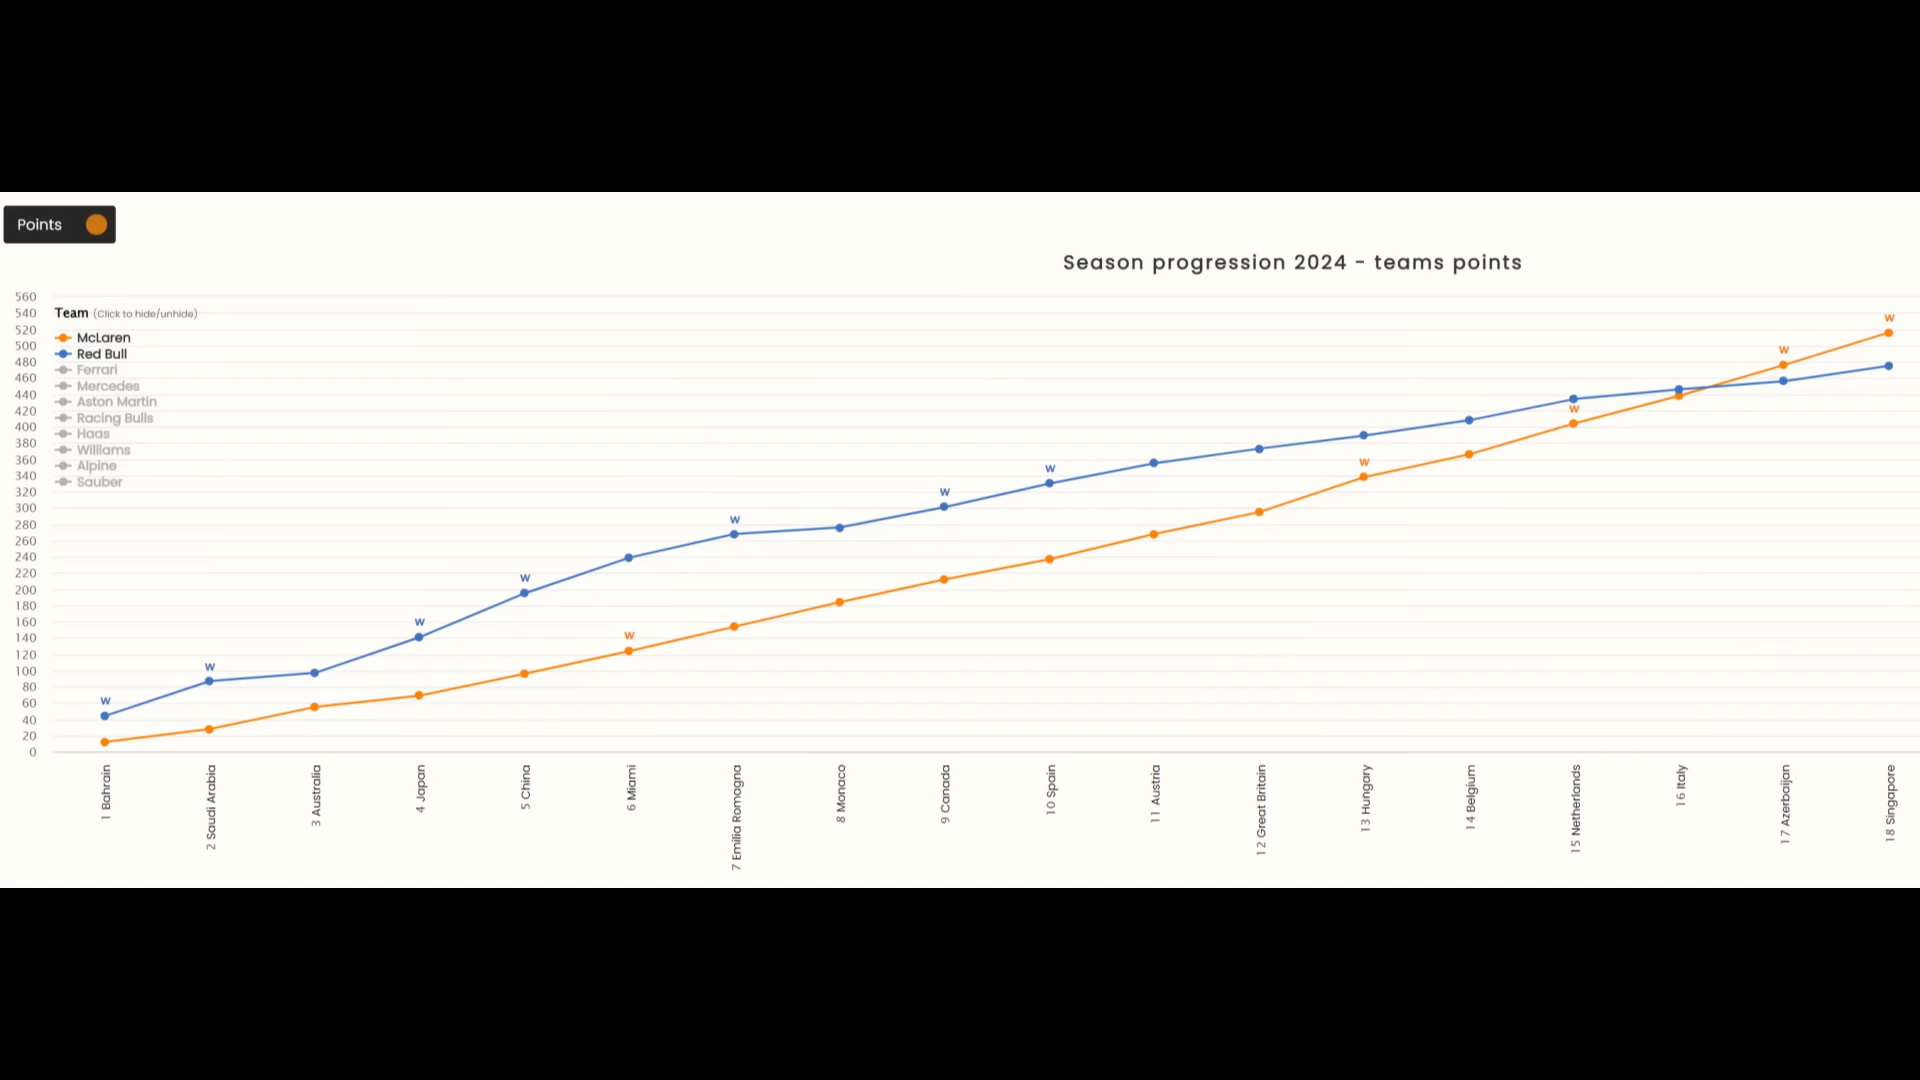 Points
Season progression 2024 - teams points
560
540
520
500
480
460
440
420
400
380
360
340
320
300
280
260
240
220
200
180
160
140
120
100
80
60
40
20
0
Team (Click to hide/unhide)
McLaren
Red Bull
Ferrari
Mercedes
Aston Martin
Racing Bulls
Haas
Williams
Alpine
Sauber
W
W
W
W
W
W
W
W
W
W
W
W
1 Bahrain
2 Saudi Arabia
3 Australia
4 Japan
5 China
6 Miami
7 Emilia Romagna
8 Monaco
9 Canada
10 Spain
11 Austria
12 Great Britain
13 Hungary
14 Belgium
15 Netherlands
16 Italy
17 Azerbaijan
18 Singapore